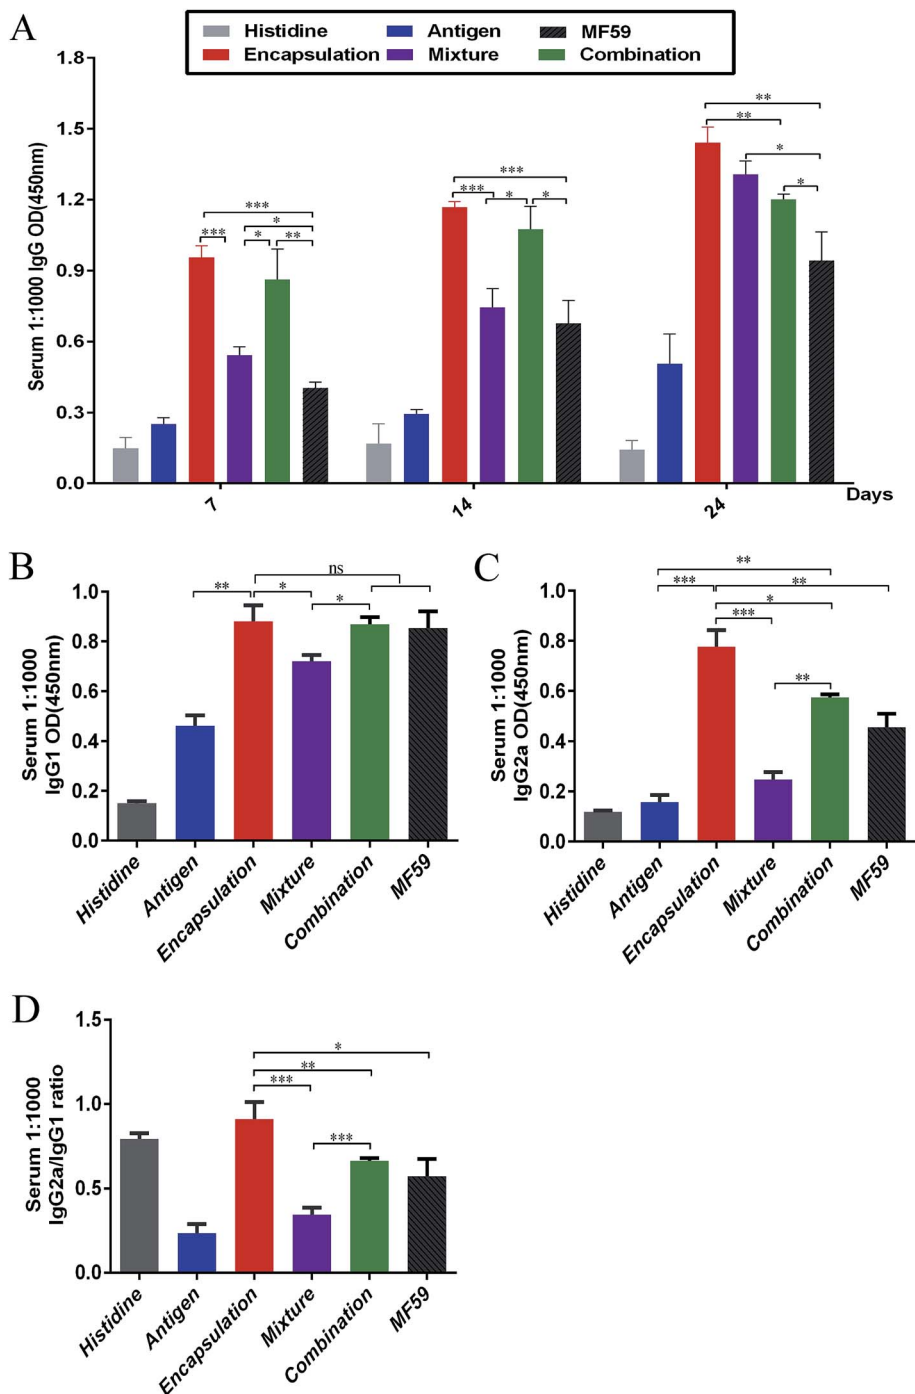 A
Histidine Antigen MF59
Encapsulation Mixture Combination
Serum 1:1000 IgG OD(450nm)
1.8
1.5
1.2
0.9
0.6
0.3
0.0
*** *** * * **
*** *** * *
** ** * *
7 14 24
Days
B
Serum 1:1000
IgG1 OD(450nm)
1.0
0.8
0.6
0.4
0.2
0.0
ns
** * *
Histidine Antigen Encapsulation Mixture Combination MF59
C
Serum 1:1000
IgG2a OD(450nm)
1.0
0.8
0.6
0.4
0.2
0.0
**
*** **
*
***
**
Histidine Antigen Encapsulation Mixture Combination MF59
D
Serum 1:1000
IgG2a/IgG1 ratio
1.5
1.0
0.5
0.0
*
**
***
***
Histidine Antigen Encapsulation Mixture Combination MF59